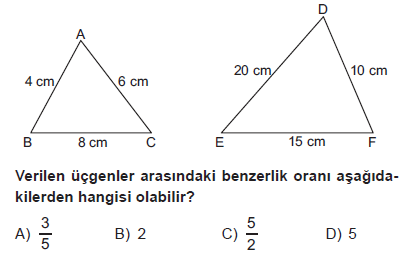 A
D
4 cm
6 cm
20 cm
10 cm
B
8 cm
C
E
15 cm
F
Verilen üçgenler arasındaki benzerlik oranı aşağıda-
kilerden hangisi olabilir?
A) 3/5 B) 2 C) 5/2 D) 5